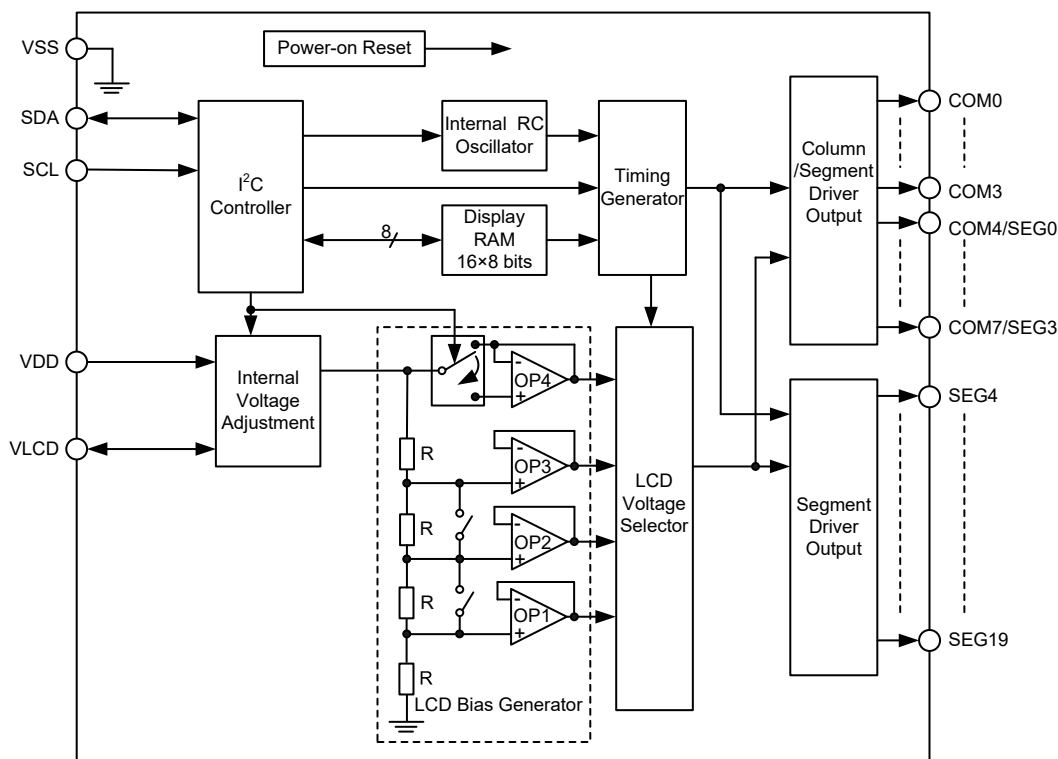 VSS
Power-on Reset
SDA
SCL
I²C
Controller
Internal RC
Oscillator
8
Display
RAM
16×8 bits
Timing
Generator
Column
/Segment
Driver
Output
COM0
COM3
COM4/SEG0
COM7/SEG3
VDD
VLCD
Internal
Voltage
Adjustment
-
+
OP4
R
-
+
OP3
R
-
+
OP2
R
-
+
OP1
R
LCD Bias Generator
LCD
Voltage
Selector
Segment
Driver
Output
SEG4
SEG19